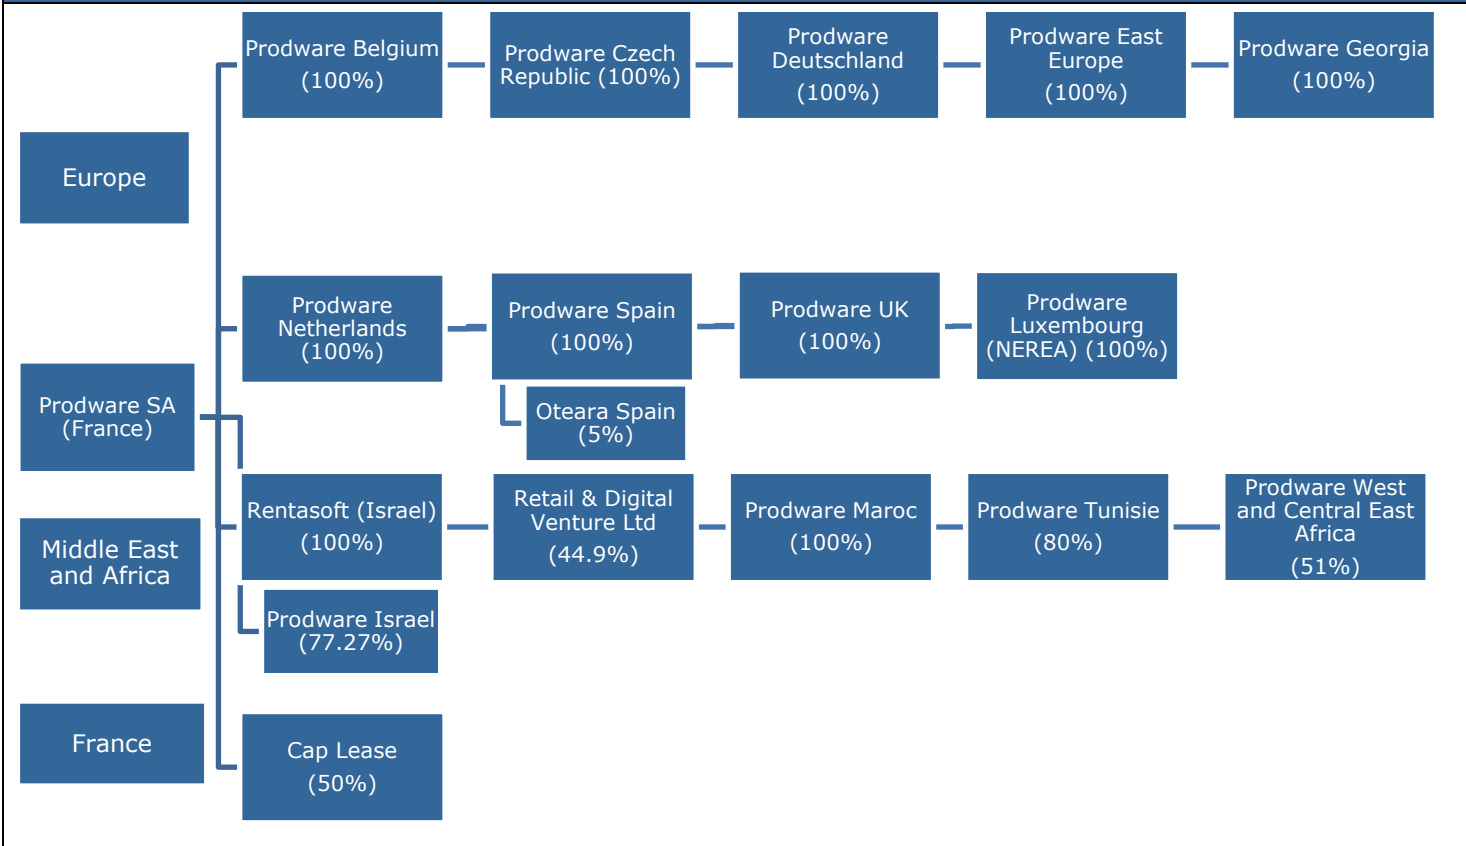 Prodware Belgium
(100%)
Prodware Czech
Republic (100%)
Prodware
Deutschland
(100%)
Prodware East
Europe
(100%)
Prodware Georgia
(100%)
Europe
Prodware
Netherlands
(100%)
Prodware Spain
(100%)
Prodware UK
(100%)
Prodware
Luxembourg
(NEREA) (100%)
Oteara Spain
(5%)
Prodware SA
(France)
Rentasoft (Israel)
(100%)
Retail & Digital
Venture Ltd
(44.9%)
Prodware Maroc
(100%)
Prodware Tunisie
(80%)
Prodware West
and Central East
Africa
(51%)
Middle East
and Africa
Prodware Israel
(77.27%)
France
Cap Lease
(50%)